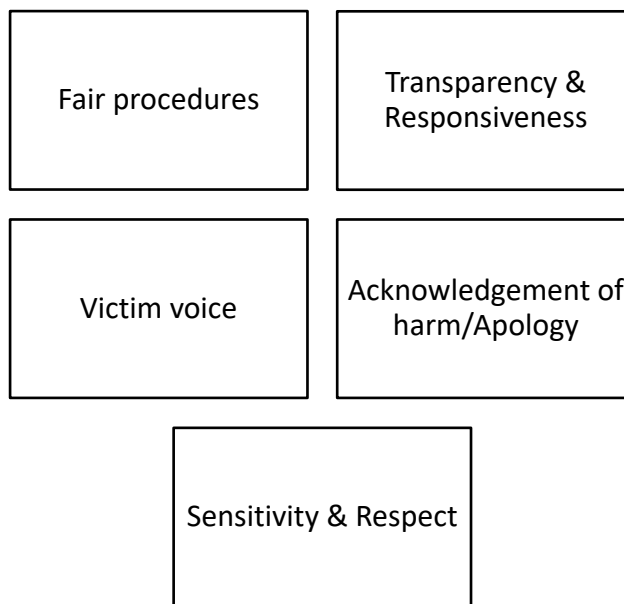 Fair procedures
Transparency &
Responsiveness
Victim voice
Acknowledgement of
harm/Apology
Sensitivity & Respect